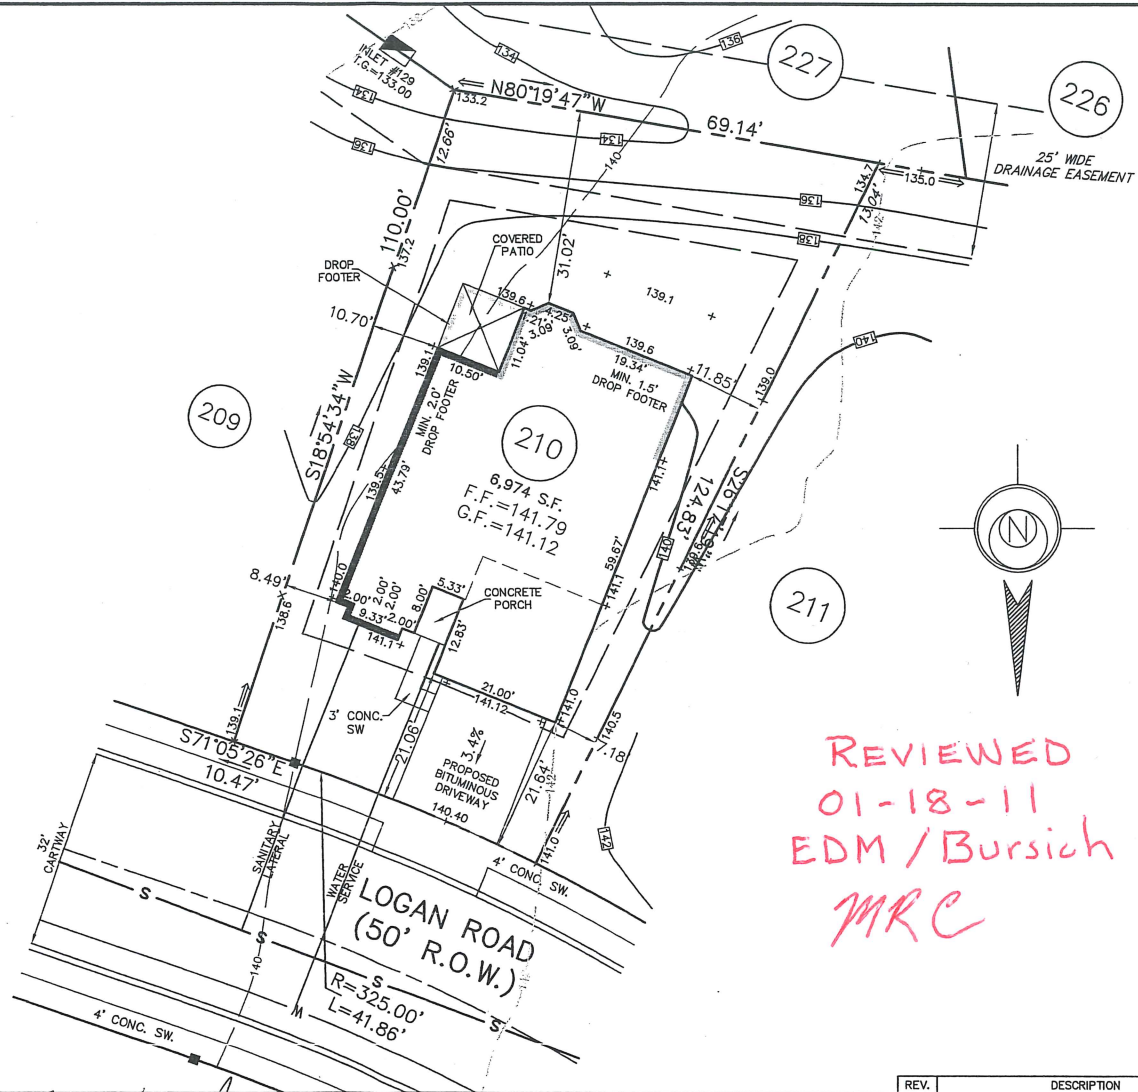 INLET #129
T.G.=133.00
134
136
227
226
133.2
N80°19'47"W
69.14'
134
134
136
140
12.66'
25' WIDE
DRAINAGE EASEMENT
134.7
13.04'
135.0
142
136
138
110.00'
137.2
COVERED
PATIO
31.02'
DROP
FOOTER
139.6
139.1
10.70'
4.25'
3.09'
3.09'
139.1
11.04'
139.6
19.34'
MIN. 1.5'
DROP FOOTER
11.85'
139.0
140
10.50'
MIN. 2.0'
DROP FOOTER
209
S18°54'34"W
138
139.5
43.79'
210
6,974 S.F.
F.F.=141.79
G.F.=141.12
141.1
124.83'
140
59.67'
141.1
211
N
8.49'
138.6
140.0
2.00'
2.00'
2.00'
9.33'
2.00'
8.00'
5.33'
CONCRETE
PORCH
141.1
12.83'
21.00'
141.12
141.0
140.5
7.18'
3' CONC.
SW
139.1
S71°05'26"E
10.47'
21.06'
3.4%
PROPOSED
BITUMINOUS
DRIVEWAY
21.64'
142
140.40
141.0
142
4' CONC. SW.
32'
CARTWAY
SANITARY
LATERAL
WATER
SERVICE
LOGAN ROAD
(50' R.O.W.)
S
S
S
S
140
R=325.00'
L=41.86'
4' CONC. SW.
REVIEWED
01-18-11
EDM / Bursich
MRC
REV.
DESCRIPTION